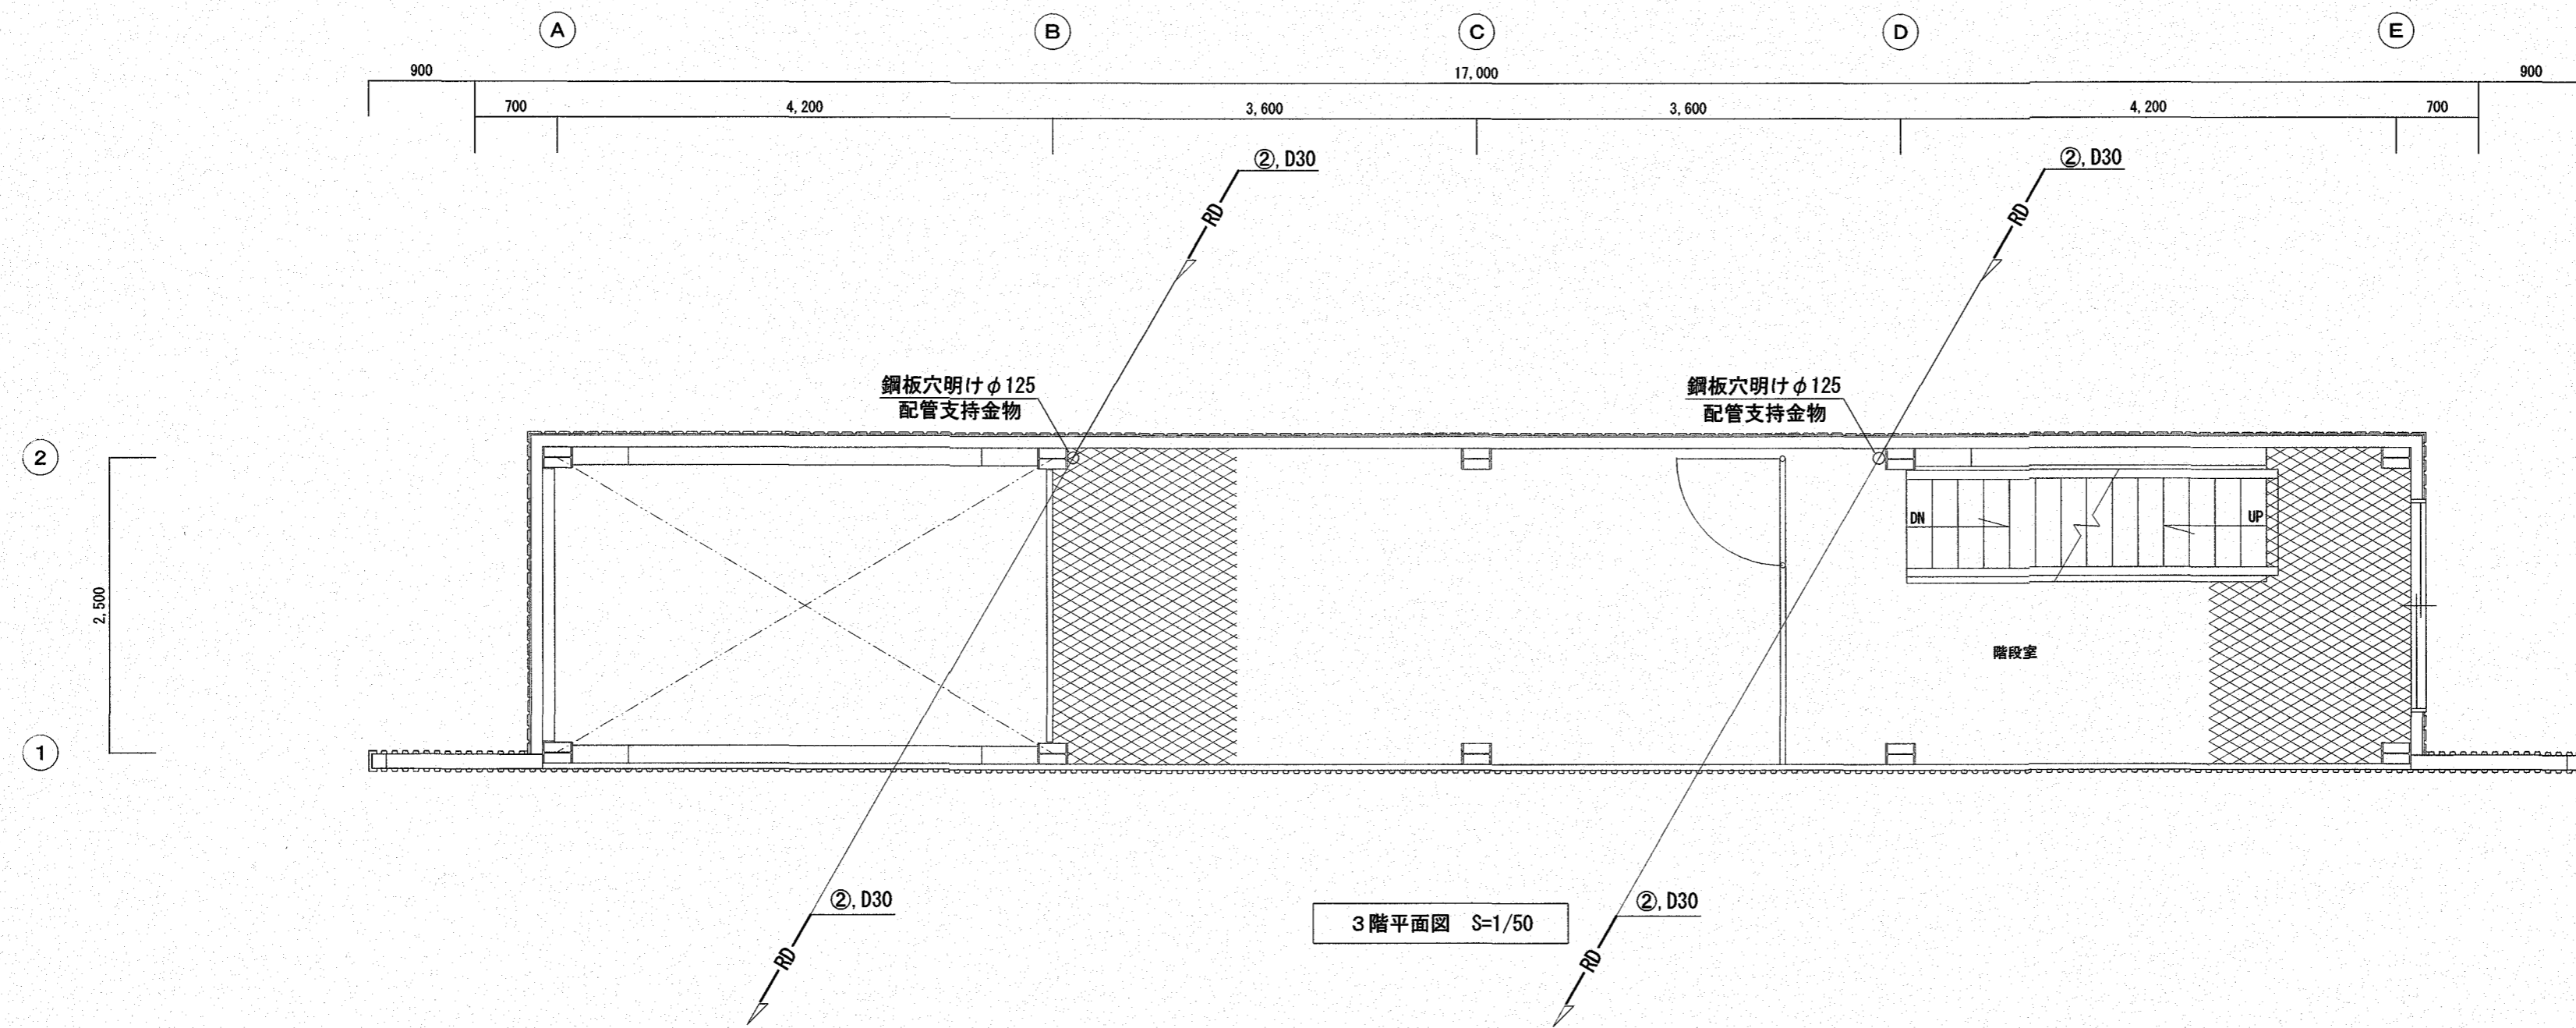 A
B
C
D
E
900
17,000
900
700
4,200
3,600
3,600
4,200
700
②, D30
②, D30
RD
RD
鋼板穴明けφ125
配管支持金物
鋼板穴明けφ125
配管支持金物
2
DN
UP
2,500
階段室
1
②, D30
②, D30
3階平面図 S=1/50
RD
RD